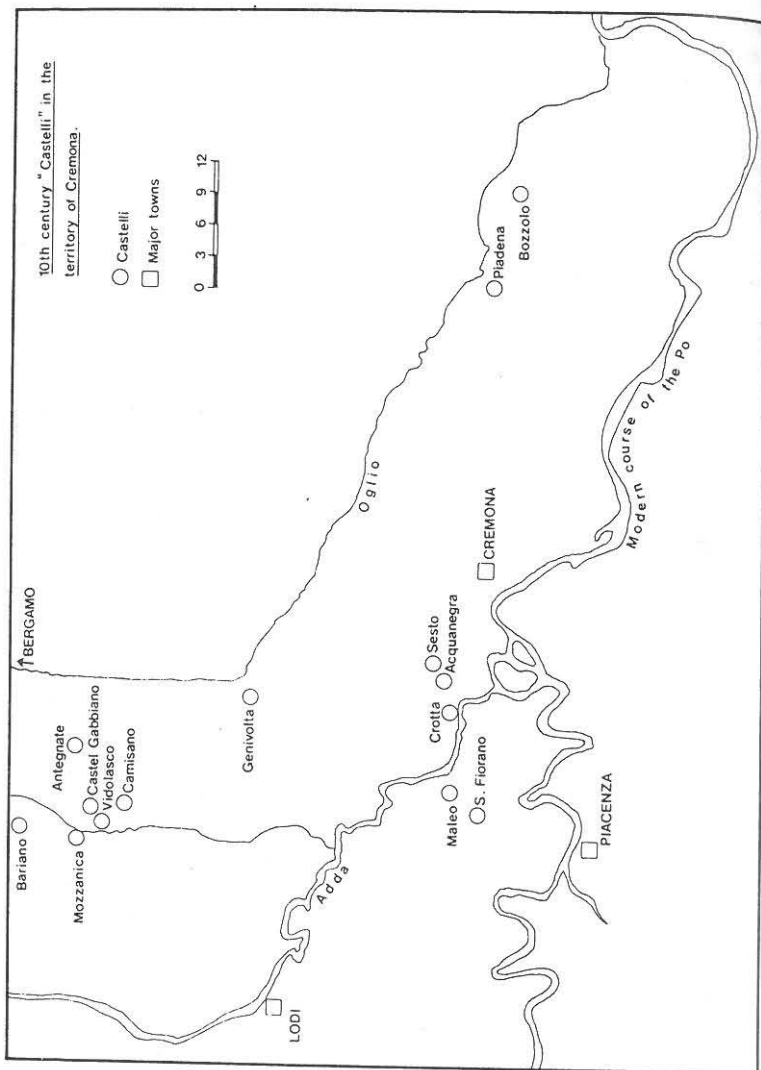 10th century "Castelli" in the
territory of Cremona.
Castelli
Major towns
0 3 6 9 12
BERGAMO
Bariano
Antegnate
Mozzanica
Castel Gabbiano
Vidolasco
Camisano
Genivolta
LODI
Adda
Oglio
Maleo
S. Fiorano
Crotta
Sesto
Acquanegra
CREMONA
Piadena
Bozzolo
PIACENZA
Modern course of the Po